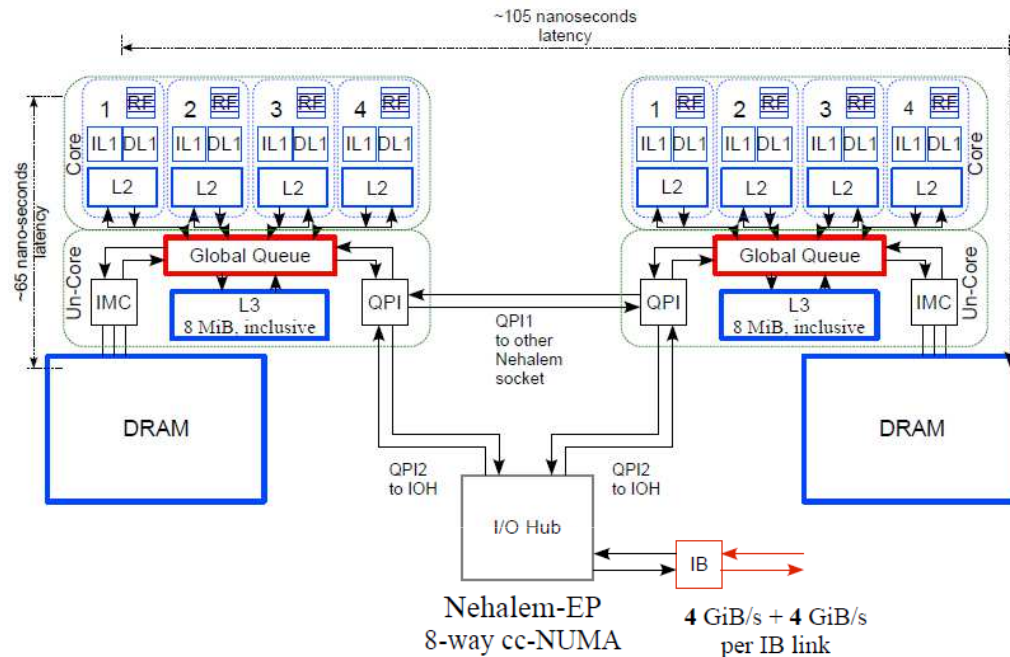 ~105 nanoseconds
latency
~65 nano-seconds
latency
Core
1
RF
2
RF
3
RF
4
RF
IL1 DL1
IL1 DL1
IL1 DL1
IL1 DL1
L2
L2
L2
L2
Un-Core
Global Queue
IMC
L3
8 MiB, inclusive
QPI
DRAM
1
RF
2
RF
3
RF
4
RF
Core
IL1 DL1
IL1 DL1
IL1 DL1
IL1 DL1
L2
L2
L2
L2
Un-Core
Global Queue
QPI
L3
8 MiB, inclusive
IMC
DRAM
QPI1
to other
Nehalem
socket
QPI2
to IOH
QPI2
to IOH
I/O Hub
IB
Nehalem-EP
8-way cc-NUMA
4 GiB/s + 4 GiB/s
per IB link